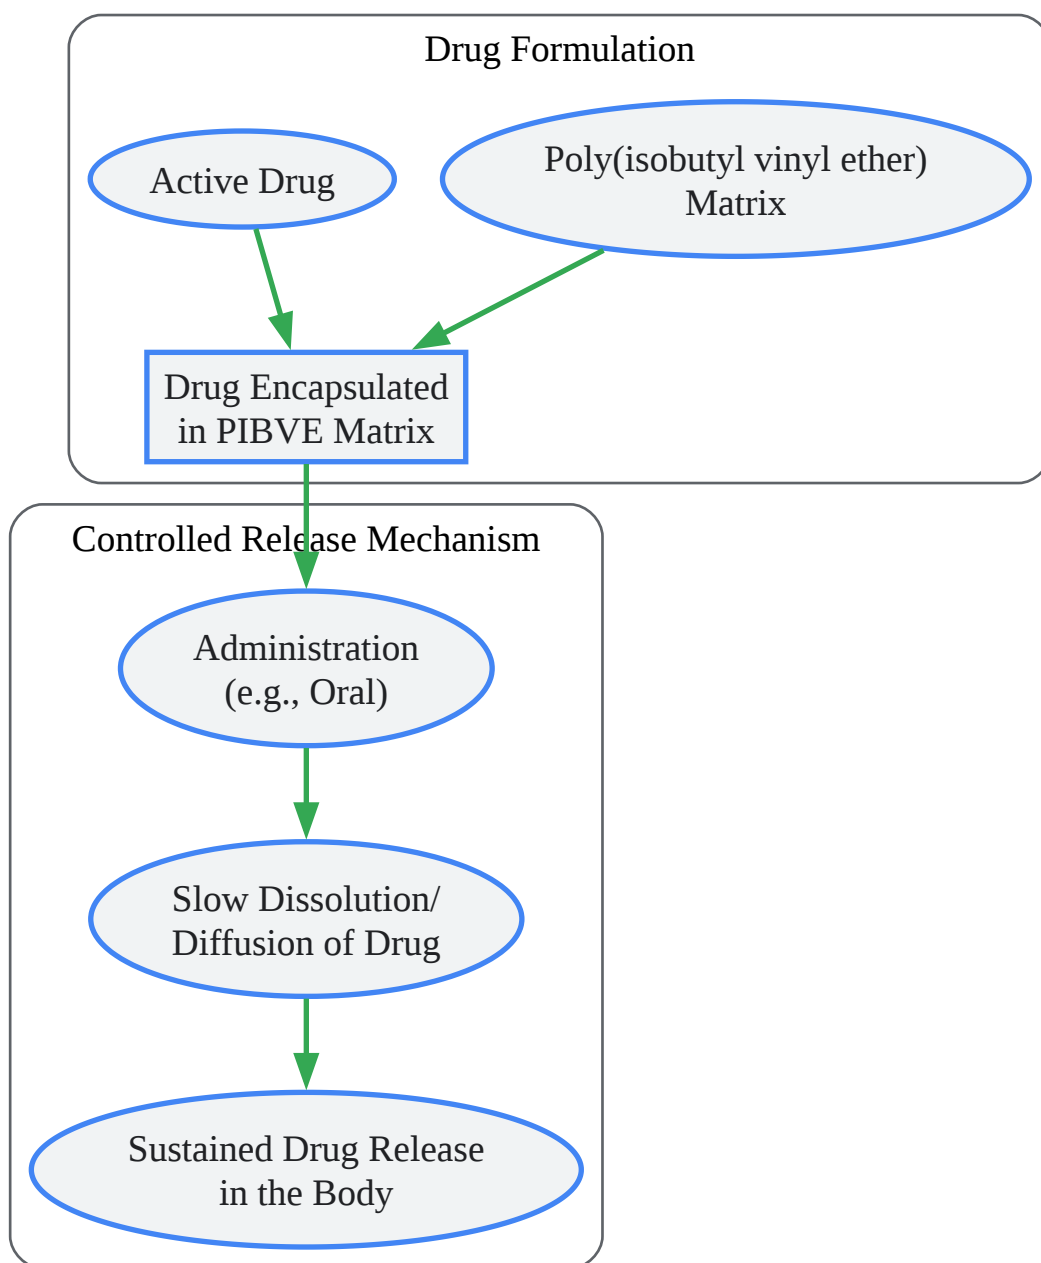 Drug Formulation
Active Drug
Poly(isobutyl vinyl ether)
Matrix
Drug Encapsulated
in PIBVE Matrix
Controlled Release Mechanism
Administration
(e.g., Oral)
Slow Dissolution/
Diffusion of Drug
Sustained Drug Release
in the Body